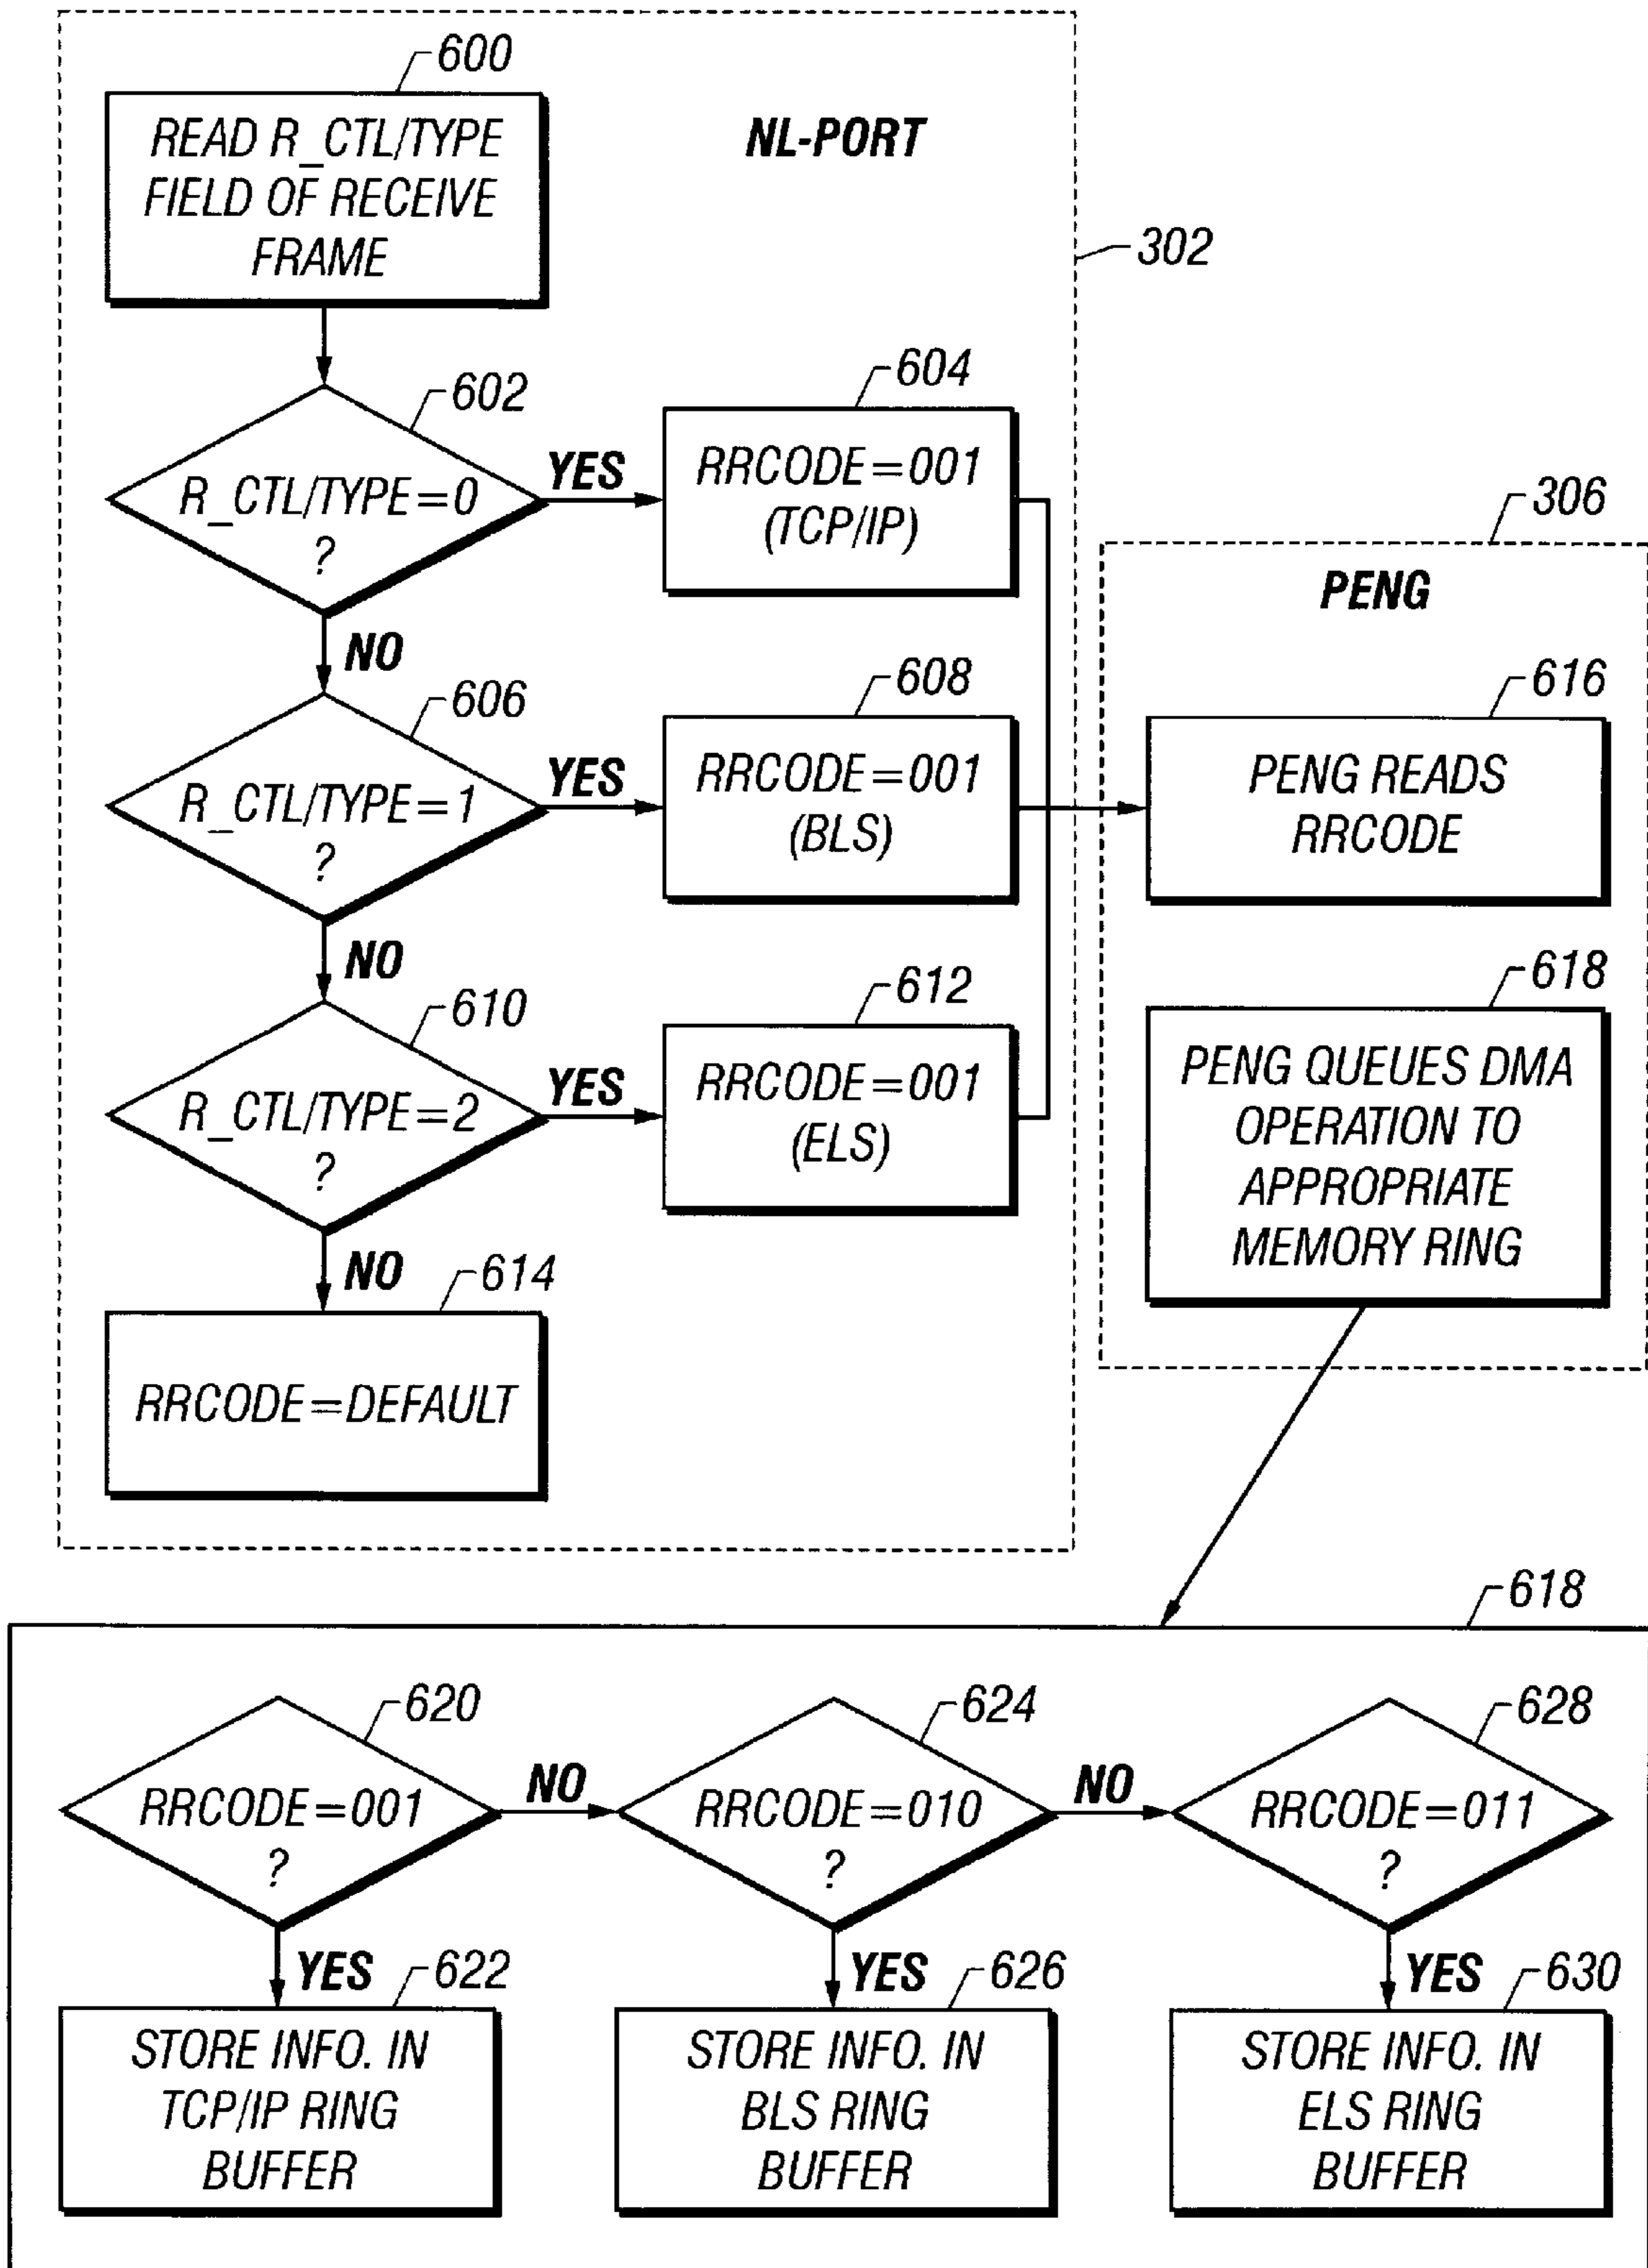 600
READ R_CTL/TYPE
FIELD OF RECEIVE
FRAME
NL-PORT
302
602
R_CTL/TYPE=0
?
YES
604
RRCODE=001
(TCP/IP)
NO
606
R_CTL/TYPE=1
?
YES
608
RRCODE=001
(BLS)
NO
610
R_CTL/TYPE=2
?
YES
612
RRCODE=001
(ELS)
NO
614
RRCODE=DEFAULT
306
PENG
616
PENG READS
RRCODE
618
PENG QUEUES DMA
OPERATION TO
APPROPRIATE
MEMORY RING
618
620
RRCODE=001
?
NO
624
RRCODE=010
?
NO
628
RRCODE=011
?
YES
622
STORE INFO. IN
TCP/IP RING
BUFFER
YES
626
STORE INFO. IN
BLS RING
BUFFER
YES
630
STORE INFO. IN
ELS RING
BUFFER